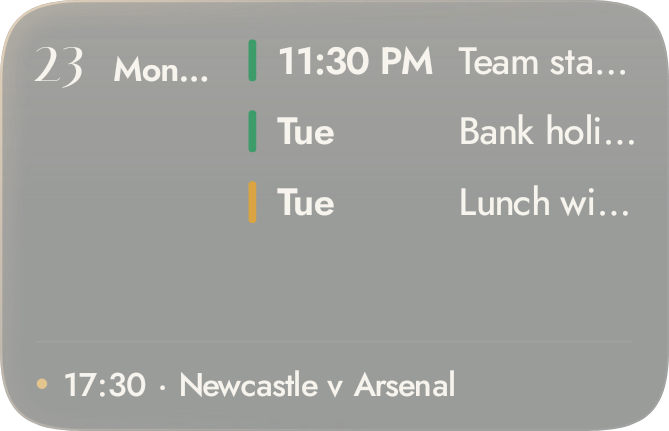 23 Mon... 11:30 PM Team sta...
Tue Bank holi...
Tue Lunch wi...
17:30 · Newcastle v Arsenal